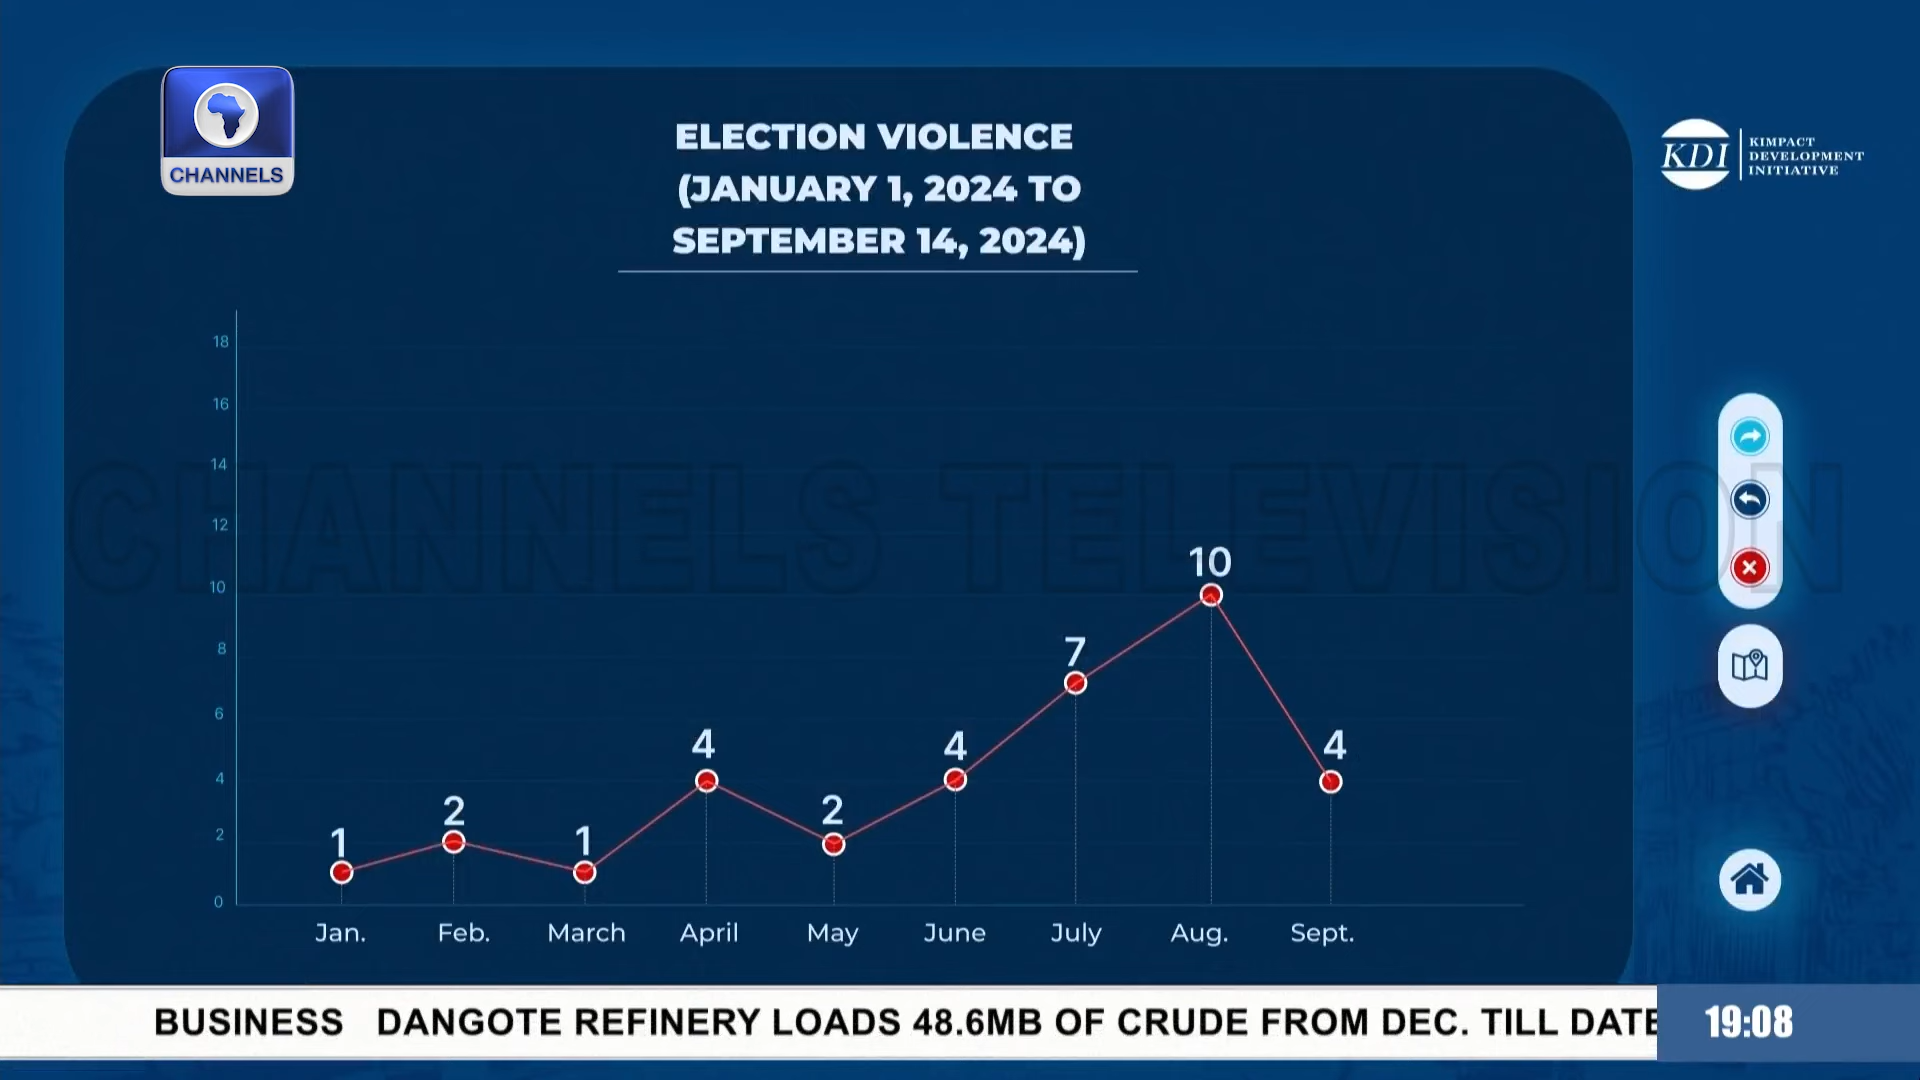 CHANNELS
ELECTION VIOLENCE
(JANUARY 1, 2024 TO
SEPTEMBER 14, 2024)
KDI
KIMPACT
DEVELOPMENT
INITIATIVE
18
16
14
12
10
8
6
4
2
0
CHANNELS TELEVISION
1
2
1
4
2
4
7
10
4
Jan. Feb. March April May June July Aug. Sept.
BUSINESS DANGOTE REFINERY LOADS 48.6MB OF CRUDE FROM DEC. TILL DATE
19:08